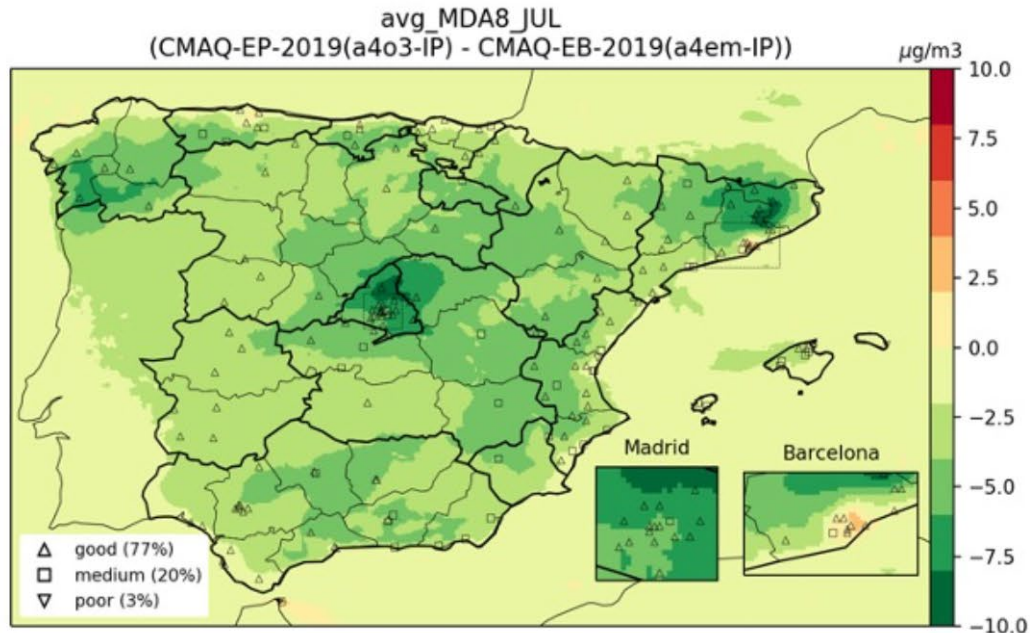 avg_MDA8_JUL
(CMAQ-EP-2019(a4o3-IP) - CMAQ-EB-2019(a4em-IP))
µg/m3
10.0
7.5
5.0
2.5
0.0
−2.5
−5.0
−7.5
−10.0
Madrid
Barcelona
good (77%)
medium (20%)
poor (3%)